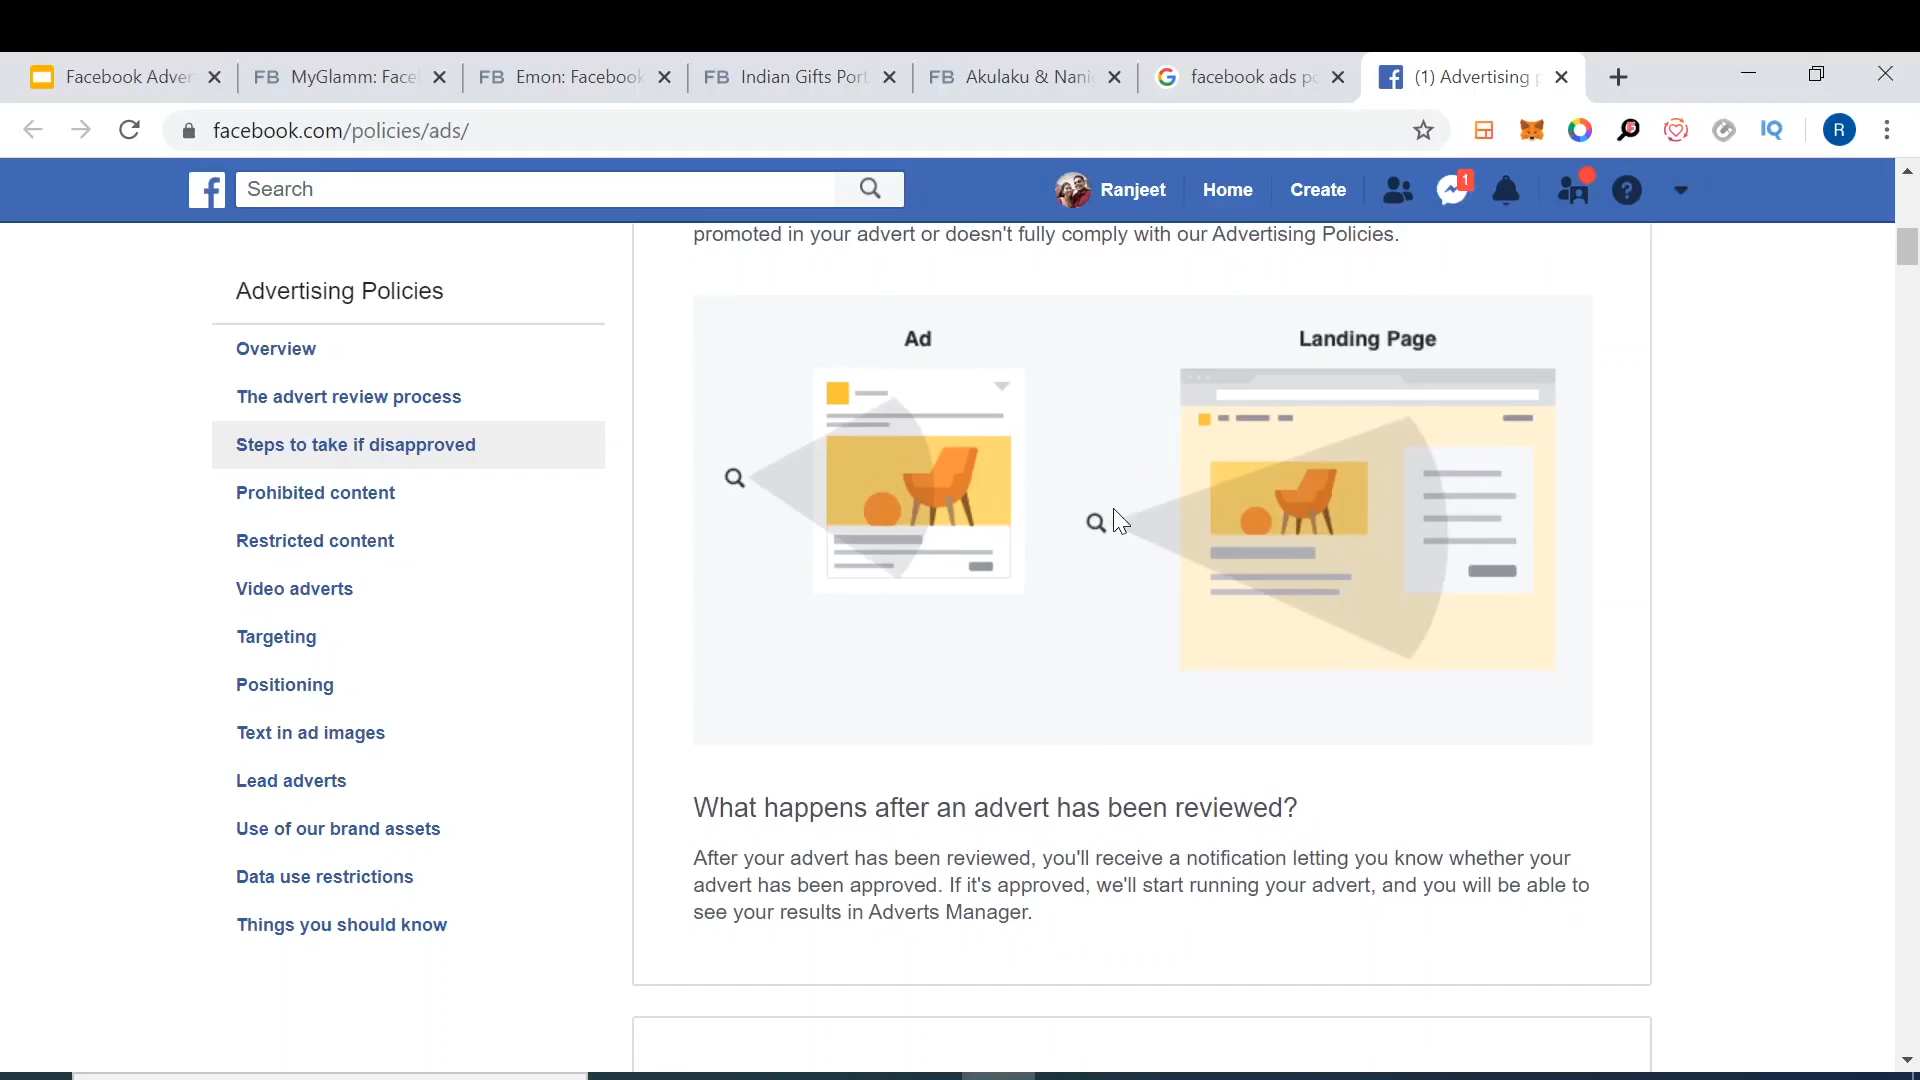 Facebook Adver
FB MyGlamm: Face
FB Emon: Facebook
FB Indian Gifts Port
FB Akulaku & Nani
facebook ads po
(1) Advertising p
facebook.com/policies/ads/
IQ
R
Search
Ranjeet
Home
Create
1
promoted in your advert or doesn't fully comply with our Advertising Policies.
Advertising Policies
Overview
The advert review process
Steps to take if disapproved
Prohibited content
Restricted content
Video adverts
Targeting
Positioning
Text in ad images
Lead adverts
Use of our brand assets
Data use restrictions
Things you should know
Ad
Landing Page
What happens after an advert has been reviewed?
After your advert has been reviewed, you'll receive a notification letting you know whether your
advert has been approved. If it's approved, we'll start running your advert, and you will be able to
see your results in Adverts Manager.